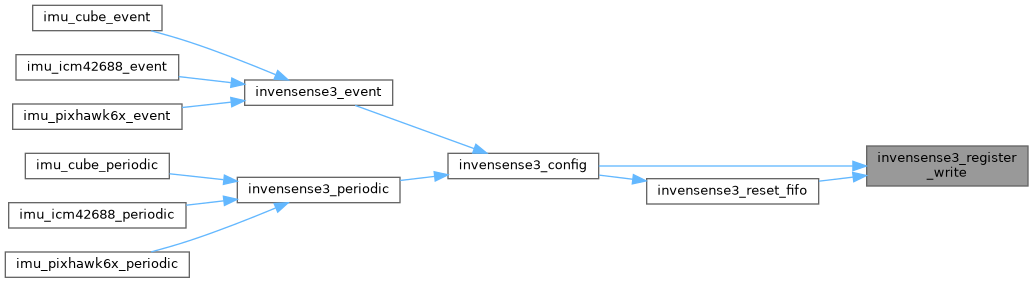 imu_cube_event
imu_icm42688_event
invensense3_event
imu_pixhawk6x_event
imu_cube_periodic
invensense3_register
_write
invensense3_config
invensense3_periodic
invensense3_reset_fifo
imu_icm42688_periodic
imu_pixhawk6x_periodic